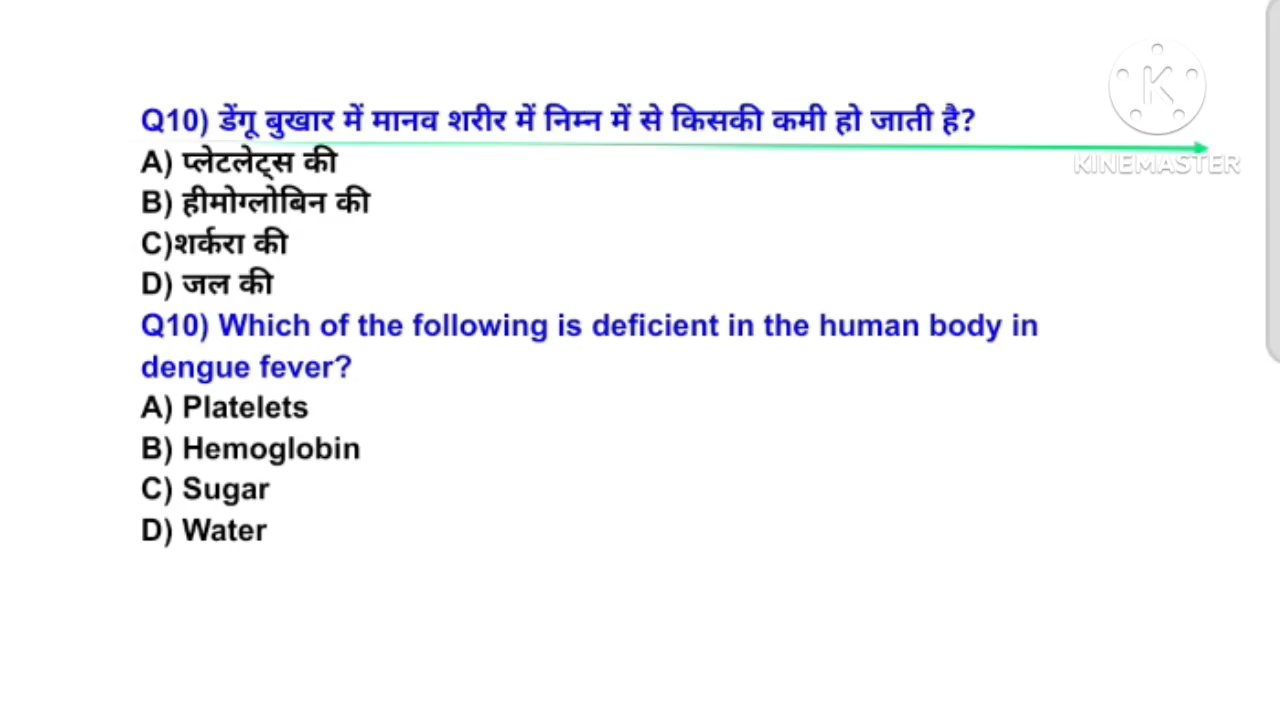 Q10) डेंगू बुखार में मानव शरीर में निम्न में से किसकी कमी हो जाती है?
A) प्लेटलेट्स की
B) हीमोग्लोबिन की
C)शर्करा की
D) जल की
Q10) Which of the following is deficient in the human body in
dengue fever?
A) Platelets
B) Hemoglobin
C) Sugar
D) Water
K
KINEMASTER